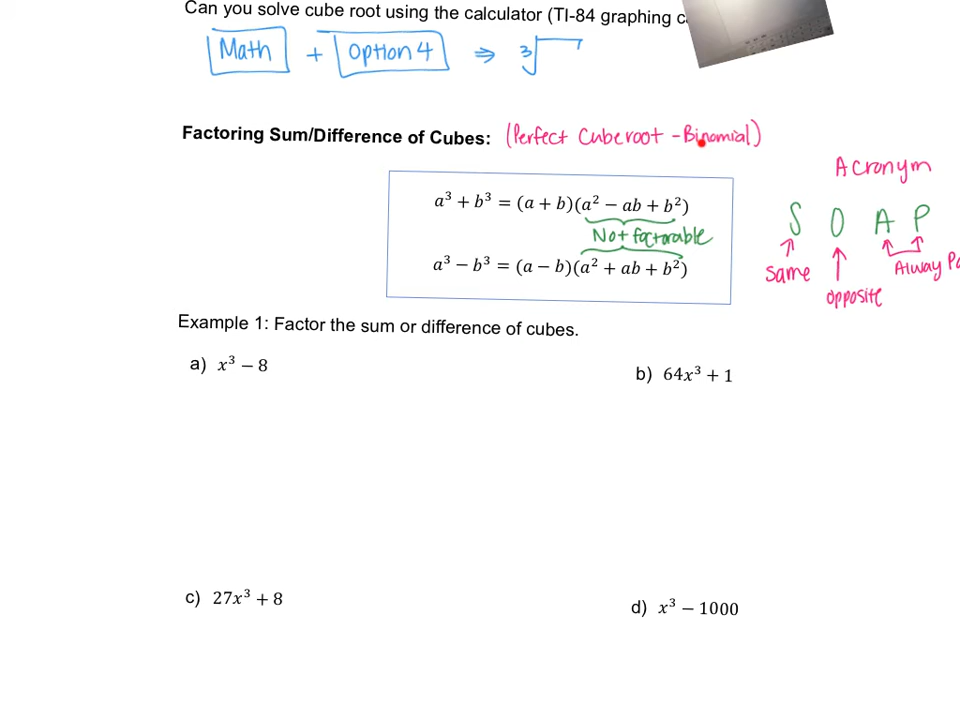 Can you solve cube root using the calculator (TI-84 graphing
Math + Option 4 ⇒ ∛
Factoring Sum/Difference of Cubes: (Perfect Cube root - Binomial)
Acronym
a³ + b³ = (a + b)(a² − ab + b²)
S O A P
Not factorable
a³ − b³ = (a − b)(a² + ab + b²)
Same
Alway
opposite
Example 1: Factor the sum or difference of cubes.
a) x³ − 8
b) 64x³ + 1
c) 27x³ + 8
d) x³ − 1000